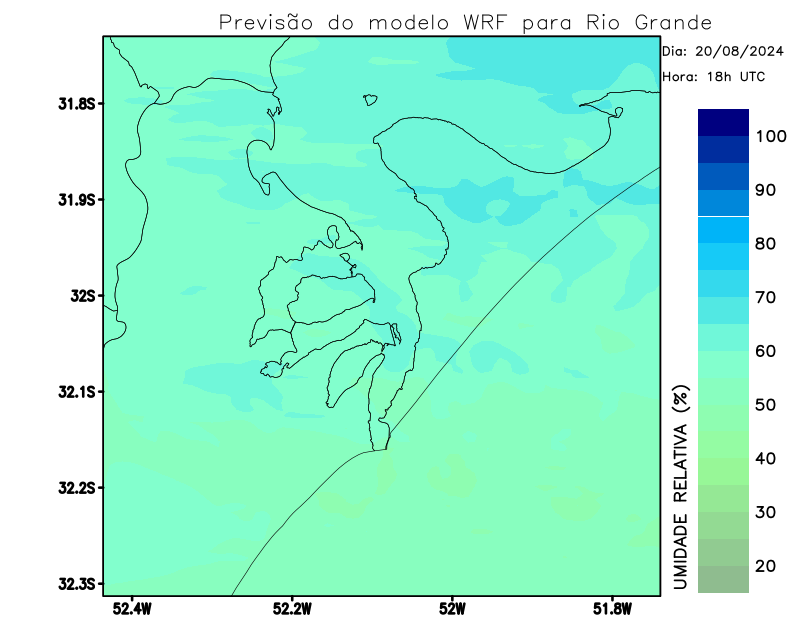 Previsão do modelo WRF para Rio Grande
Dia: 20/08/2024
Hora: 18h UTC
31.8S
31.9S
32S
32.1S
32.2S
32.3S
52.4W
52.2W
52W
51.8W
UMIDADE RELATIVA (%)
100
90
80
70
60
50
40
30
20